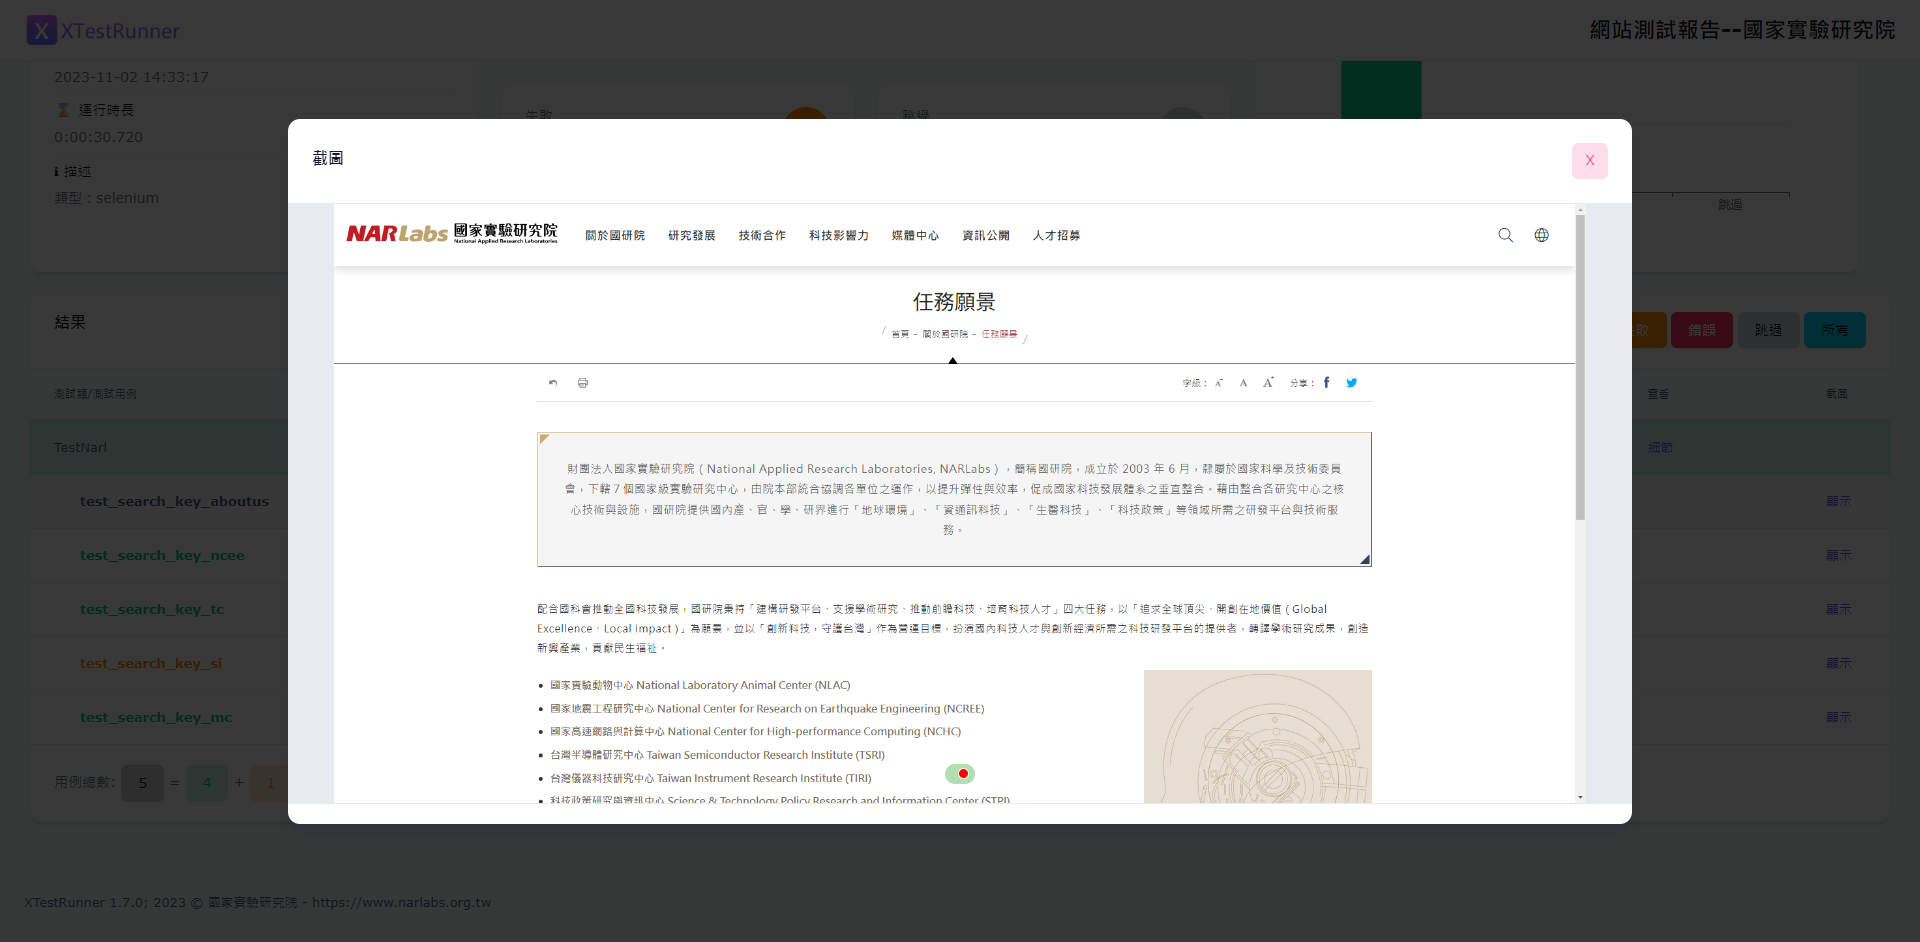 X XTestRunner
網站測試報告--國家實驗研究院
2023-11-02 14:33:17
運行時長
失敗
跳過
0:00:30.720
描述
類型：selenium
跳過
截圖
X
NARLabs 國家實驗研究院
National Applied Research Laboratories
關於國研院 研究發展 技術合作 科技影響力 媒體中心 資訊公開 人才招募
任務願景
/ 首頁 - 關於國研院 - 任務願景 /
字級： A- A A+ 分享： f
財團法人國家實驗研究院（National Applied Research Laboratories, NARLabs），簡稱國研院，成立於 2003 年 6 月，隸屬於國家科學及技術委員
會，下轄７個國家級實驗研究中心，由院本部統合協調各單位之運作，以提升彈性與效率，促成國家科技發展體系之垂直整合。藉由整合各研究中心之核
心技術與設施，國研院提供國內產、官、學、研界進行「地球環境」、「資通訊科技」、「生醫科技」、「科技政策」等領域所需之研發平台與技術服
務。
配合國科會推動全國科技發展，國研院秉持「建構研發平台、支援學術研究、推動前瞻科技、培育科技人才」四大任務，以「追求全球頂尖、開創在地價值（Global
Excellence、Local Impact）」為願景，並以「創新科技，守護台灣」作為營運目標，扮演國內科技人才與創新經濟所需之科技研發平台的提供者，轉譯學術研究成果，創造
新興產業，貢獻民生福祉。
國家實驗動物中心 National Laboratory Animal Center (NLAC)
國家地震工程研究中心 National Center for Research on Earthquake Engineering (NCREE)
國家高速網路與計算中心 National Center for High-performance Computing (NCHC)
台灣半導體研究中心 Taiwan Semiconductor Research Institute (TSRI)
台灣儀器科技研究中心 Taiwan Instrument Research Institute (TIRI)
科技政策研究與資訊中心 Science & Technology Policy Research and Information Center (STPI)
結果
敗 錯誤 跳過 所有
測試類/測試用例
查看
截圖
TestNarl
細節
test_search_key_aboutus
顯示
test_search_key_ncee
顯示
test_search_key_tc
顯示
test_search_key_si
顯示
test_search_key_mc
顯示
用例總數: 5 = 4 + 1
XTestRunner 1.7.0; 2023 © 國家實驗研究院 - https://www.narlabs.org.tw